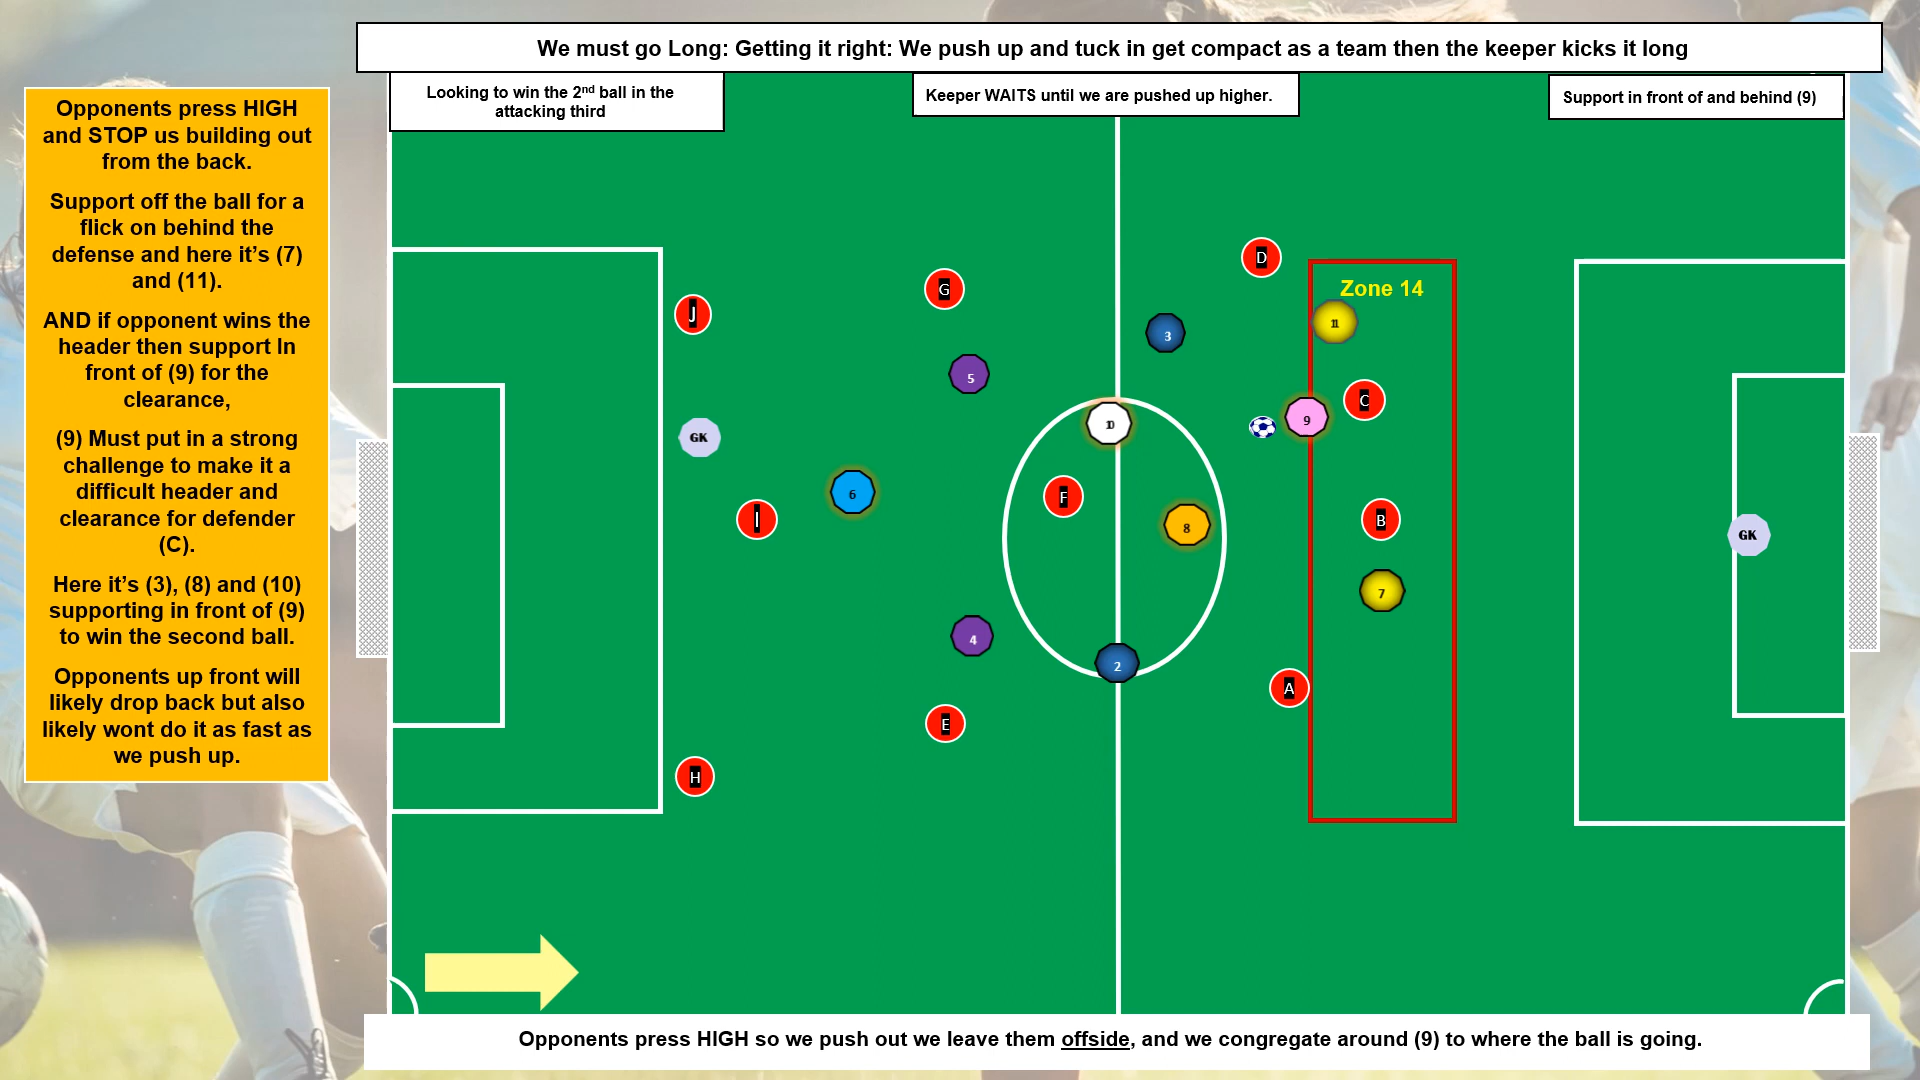 We must go Long: Getting it right: We push up and tuck in get compact as a team then the keeper kicks it long
Looking to win the 2nd ball in the
attacking third
Keeper WAITS until we are pushed up higher.
Support in front of and behind (9)
Opponents press HIGH
and STOP us building out
from the back.
Support off the ball for a
flick on behind the
defense and here it’s (7)
and (11).
AND if opponent wins the
header then support In
front of (9) for the
clearance,
(9) Must put in a strong
challenge to make it a
difficult header and
clearance for defender
(C).
Here it’s (3), (8) and (10)
supporting in front of (9)
to win the second ball.
Opponents up front will
likely drop back but also
likely wont do it as fast as
we push up.
D
Zone 14
G
J
11
3
5
C
9
10
GK
6
F
I
B
8
GK
7
4
2
A
E
H
Opponents press HIGH so we push out we leave them offside, and we congregate around (9) to where the ball is going.